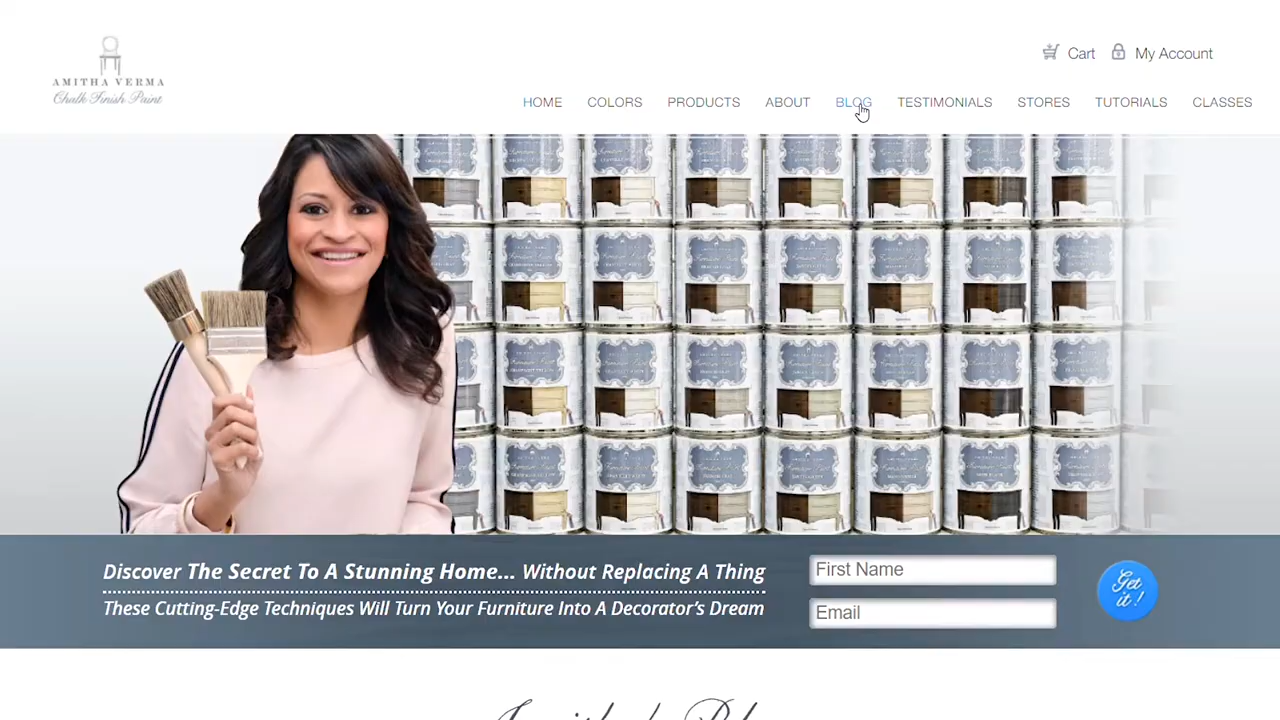 AMITHA VERMA
Chalk Finish Paint
Cart
My Account
HOME
COLORS
PRODUCTS
ABOUT
BLOG
TESTIMONIALS
STORES
TUTORIALS
CLASSES
Discover The Secret To A Stunning Home... Without Replacing A Thing
These Cutting-Edge Techniques Will Turn Your Furniture Into A Decorator's Dream
First Name
Email
Get it!